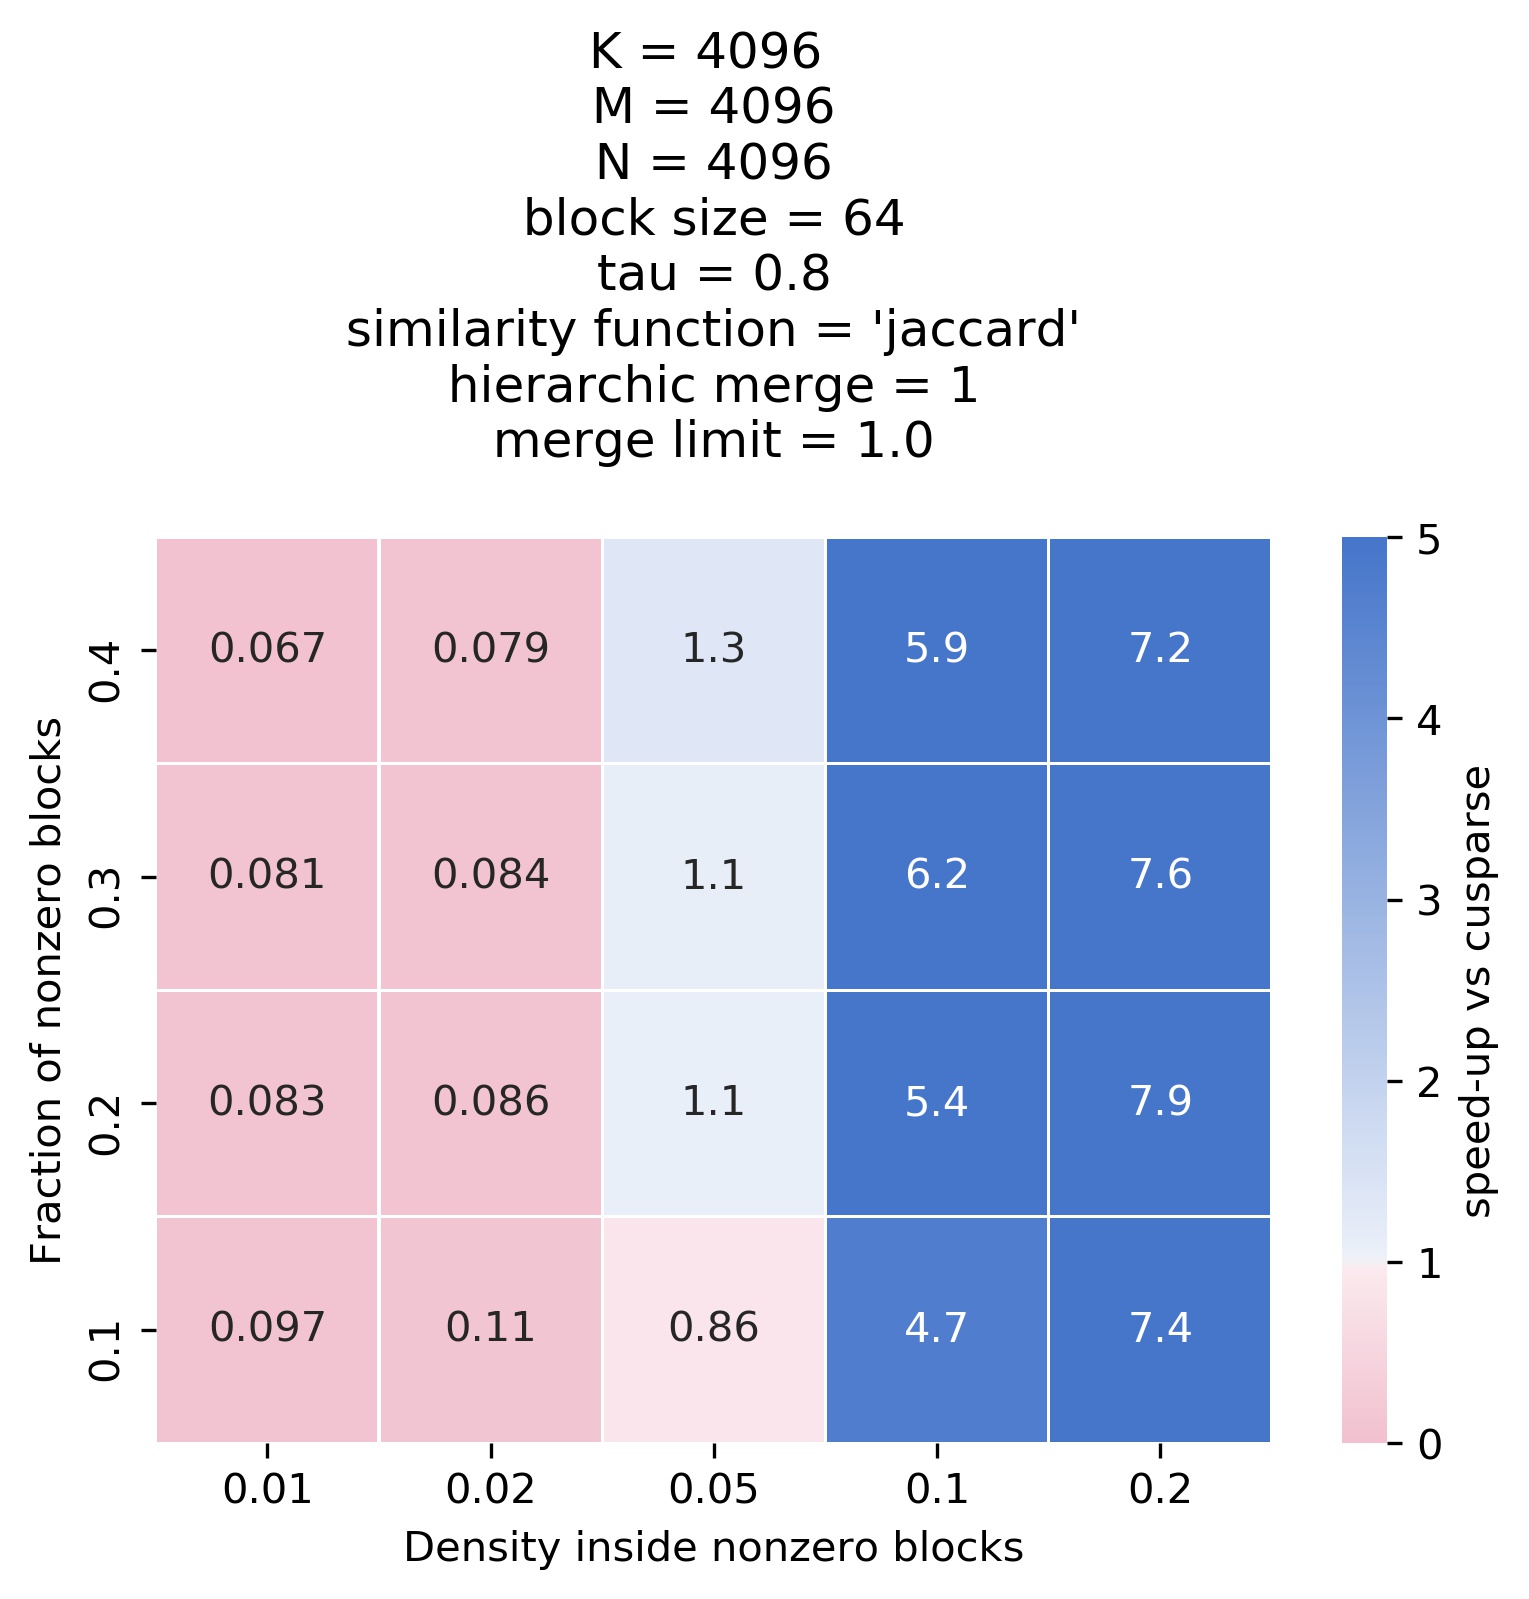 K = 4096
M = 4096
N = 4096
block size = 64
tau = 0.8
similarity function = 'jaccard'
hierarchic merge = 1
merge limit = 1.0
Fraction of nonzero blocks
0.4
0.067 0.079 1.3 5.9 7.2
0.3
0.081 0.084 1.1 6.2 7.6
0.2
0.083 0.086 1.1 5.4 7.9
0.1
0.097 0.11 0.86 4.7 7.4
0.01 0.02 0.05 0.1 0.2
Density inside nonzero blocks
5
4
3
2
1
0
speed-up vs cusparse